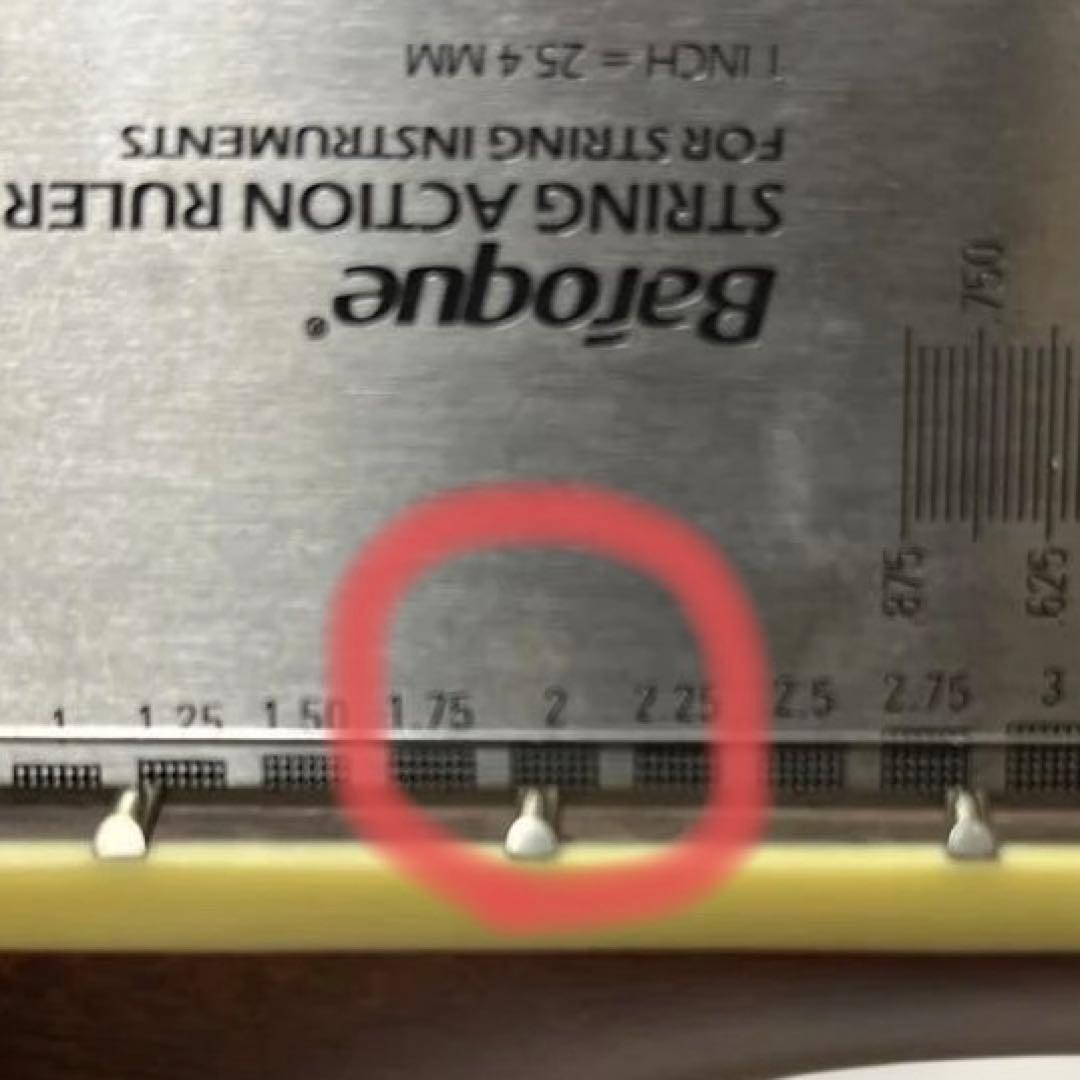 Baroque®
STRING ACTION RULER
FOR STRING INSTRUMENTS
1 INCH = 25.4 MM
.750
.875
.625
1 1.25 1.50 1.75 2 2.25 2.5 2.75 3